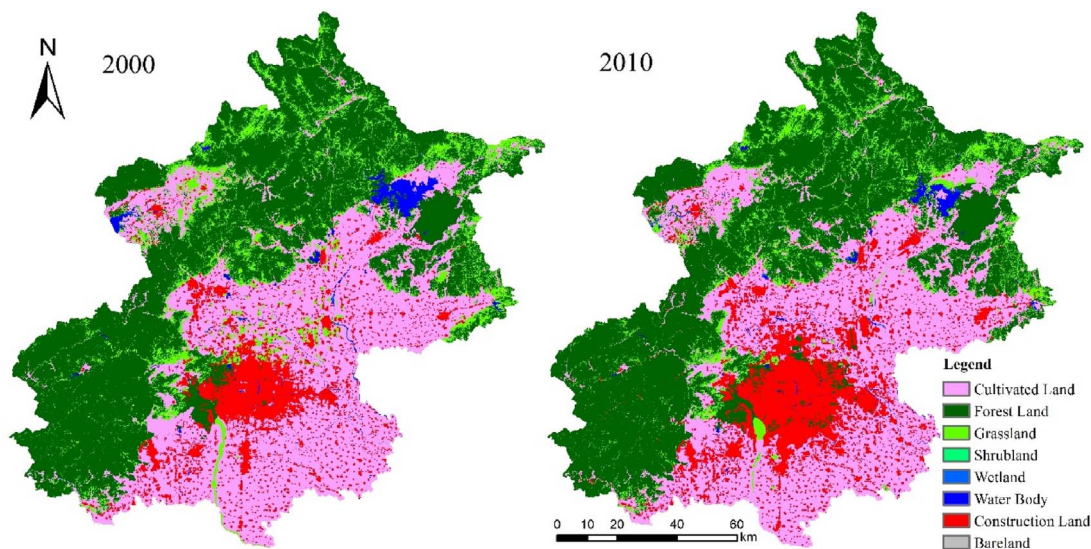 N
2000
2010
Legend
Cultivated Land
Forest Land
Grassland
Shrubland
Wetland
Water Body
Construction Land
Bareland
0 10 20 40 60
km